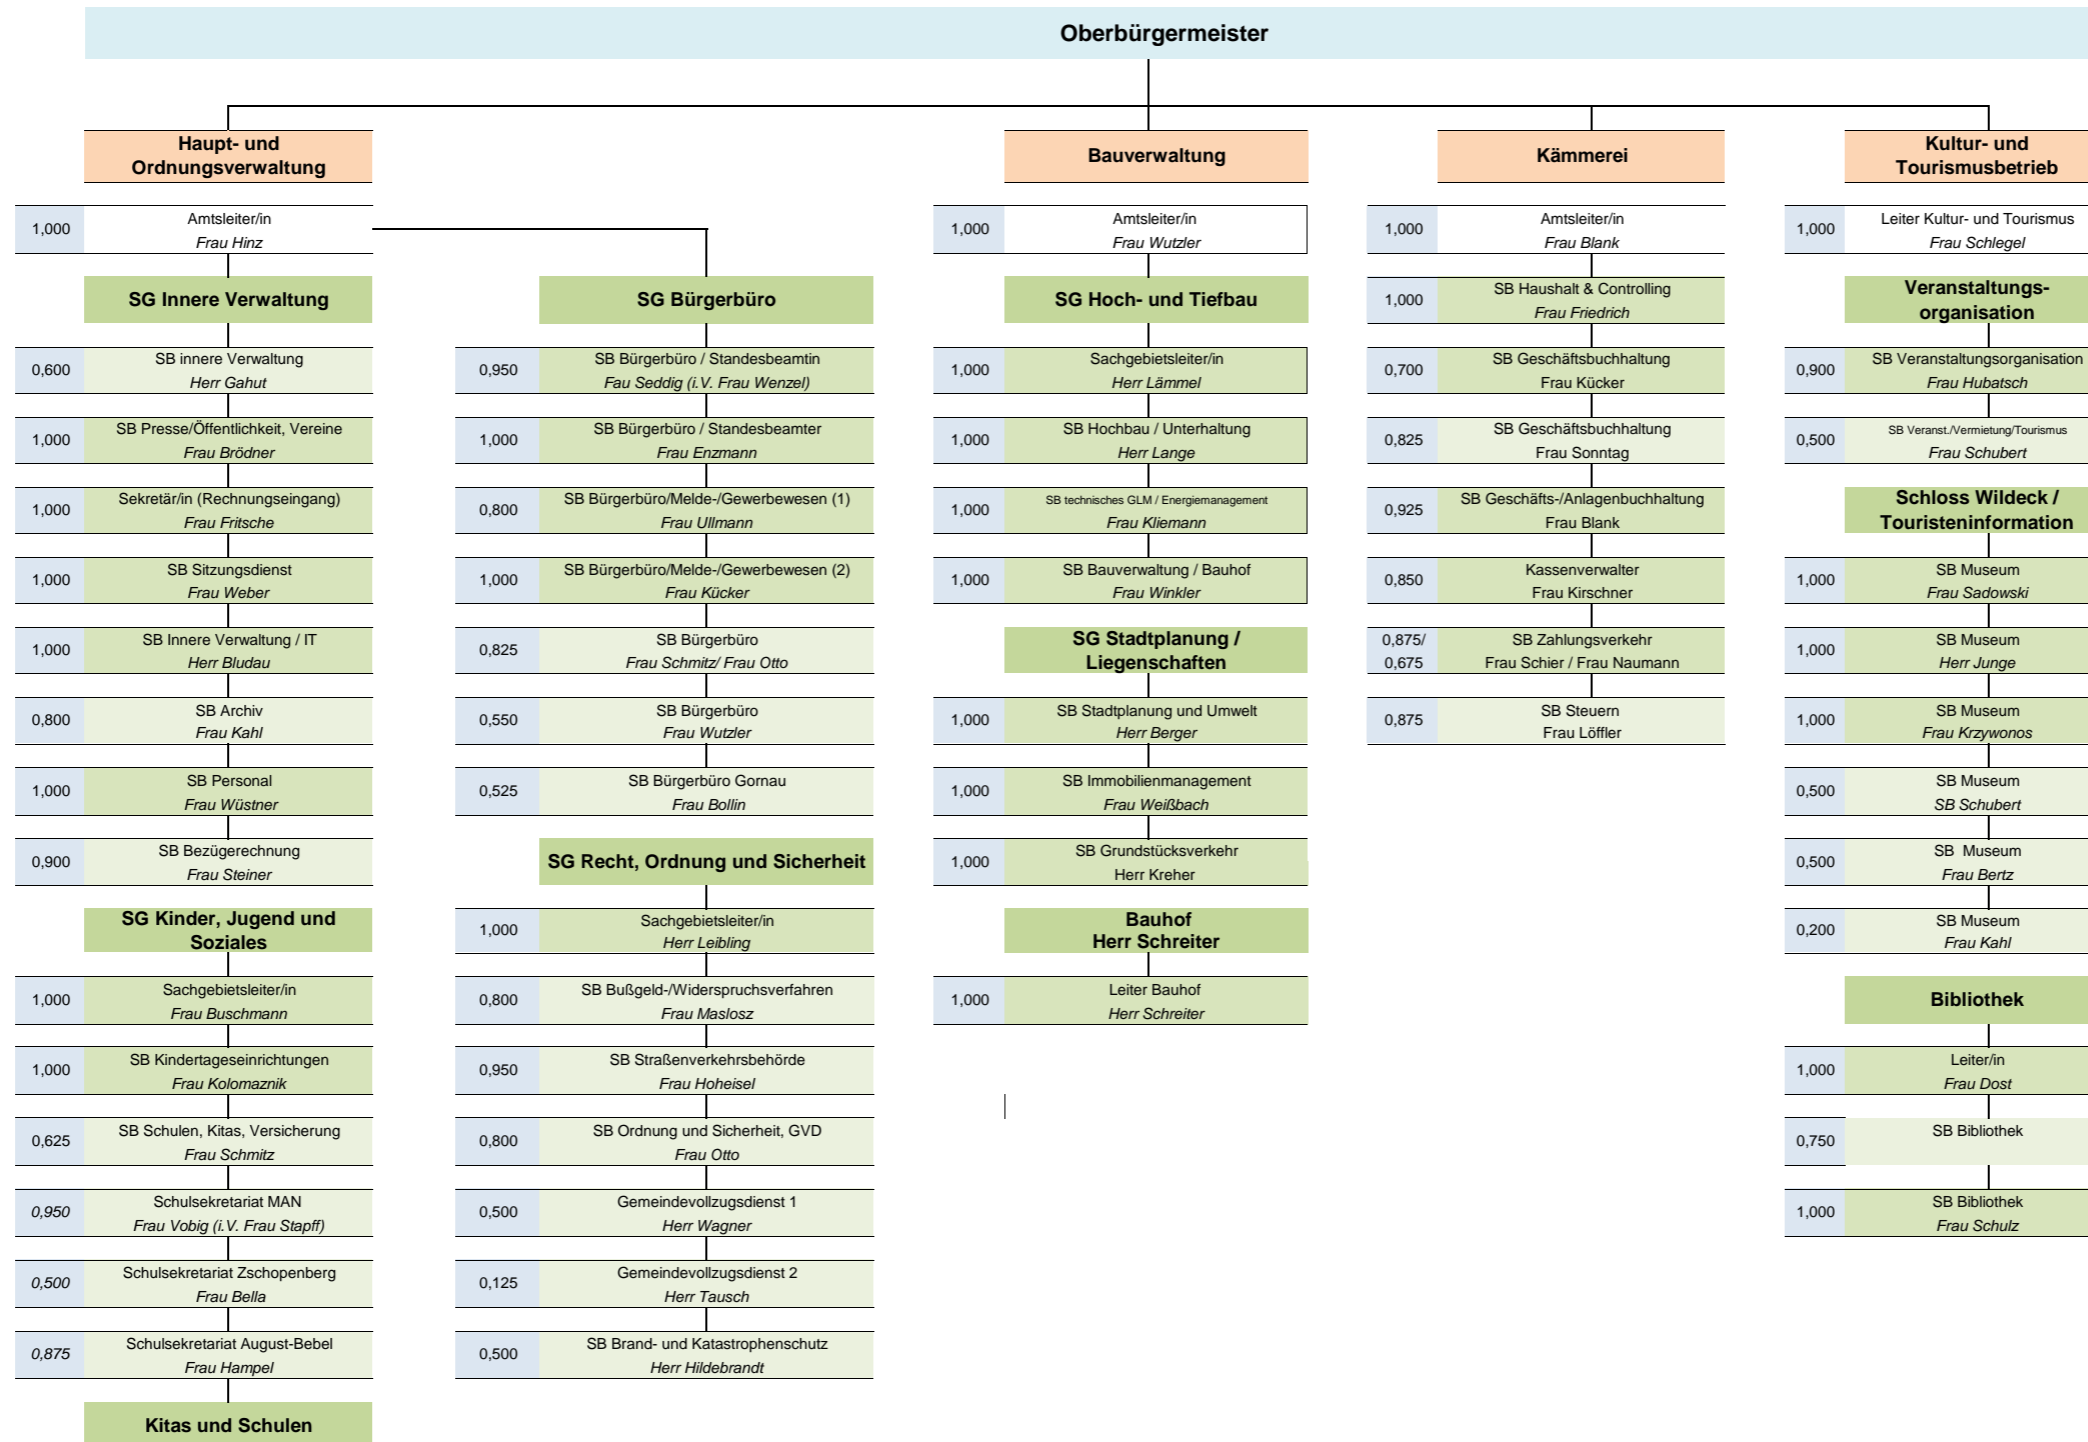 Oberbürgermeister
Haupt- und
Ordnungsverwaltung
1,000
Amtsleiter/in
Frau Hinz
SG Innere Verwaltung
0,600
SB innere Verwaltung
Herr Gahut
1,000
SB Presse/Öffentlichkeit, Vereine
Frau Brödner
1,000
Sekretär/in (Rechnungseingang)
Frau Fritsche
1,000
SB Sitzungsdienst
Frau Weber
1,000
SB Innere Verwaltung / IT
Herr Bludau
0,800
SB Archiv
Frau Kahl
1,000
SB Personal
Frau Wüstner
0,900
SB Bezügerechnung
Frau Steiner
SG Kinder, Jugend und
Soziales
1,000
Sachgebietsleiter/in
Frau Buschmann
1,000
SB Kindertageseinrichtungen
Frau Kolomaznik
0,625
SB Schulen, Kitas, Versicherung
Frau Schmitz
0,950
Schulsekretariat MAN
Frau Vobig (i.V. Frau Stapff)
0,500
Schulsekretariat Zschopenberg
Frau Bella
0,875
Schulsekretariat August-Bebel
Frau Hampel
Kitas und Schulen
SG Bürgerbüro
0,950
SB Bürgerbüro / Standesbeamtin
Fau Seddig (i.V. Frau Wenzel)
1,000
SB Bürgerbüro / Standesbeamter
Frau Enzmann
0,800
SB Bürgerbüro/Melde-/Gewerbewesen (1)
Frau Ullmann
1,000
SB Bürgerbüro/Melde-/Gewerbewesen (2)
Frau Kücker
0,825
SB Bürgerbüro
Frau Schmitz/ Frau Otto
0,550
SB Bürgerbüro
Frau Wutzler
0,525
SB Bürgerbüro Gornau
Frau Bollin
SG Recht, Ordnung und Sicherheit
1,000
Sachgebietsleiter/in
Herr Leibling
0,800
SB Bußgeld-/Widerspruchsverfahren
Frau Maslosz
0,950
SB Straßenverkehrsbehörde
Frau Hoheisel
0,800
SB Ordnung und Sicherheit, GVD
Frau Otto
0,500
Gemeindevollzugsdienst 1
Herr Wagner
0,125
Gemeindevollzugsdienst 2
Herr Tausch
0,500
SB Brand- und Katastrophenschutz
Herr Hildebrandt
Bauverwaltung
1,000
Amtsleiter/in
Frau Wutzler
SG Hoch- und Tiefbau
1,000
Sachgebietsleiter/in
Herr Lämmel
1,000
SB Hochbau / Unterhaltung
Herr Lange
1,000
SB technisches GLM / Energiemanagement
Frau Kliemann
1,000
SB Bauverwaltung / Bauhof
Frau Winkler
SG Stadtplanung /
Liegenschaften
1,000
SB Stadtplanung und Umwelt
Herr Berger
1,000
SB Immobilienmanagement
Frau Weißbach
1,000
SB Grundstücksverkehr
Herr Kreher
Bauhof
Herr Schreiter
1,000
Leiter Bauhof
Herr Schreiter
Kämmerei
1,000
Amtsleiter/in
Frau Blank
1,000
SB Haushalt & Controlling
Frau Friedrich
0,700
SB Geschäftsbuchhaltung
Frau Kücker
0,825
SB Geschäftsbuchhaltung
Frau Sonntag
0,925
SB Geschäfts-/Anlagenbuchhaltung
Frau Blank
0,850
Kassenverwalter
Frau Kirschner
0,875/
0,675
SB Zahlungsverkehr
Frau Schier / Frau Naumann
0,875
SB Steuern
Frau Löffler
Kultur- und
Tourismusbetrieb
1,000
Leiter Kultur- und Tourismus
Frau Schlegel
Veranstaltungs-
organisation
0,900
SB Veranstaltungsorganisation
Frau Hubatsch
0,500
SB Veranst./Vermietung/Tourismus
Frau Schubert
Schloss Wildeck /
Touristeninformation
1,000
SB Museum
Frau Sadowski
1,000
SB Museum
Herr Junge
1,000
SB Museum
Frau Krzywonos
0,500
SB Museum
SB Schubert
0,500
SB Museum
Frau Bertz
0,200
SB Museum
Frau Kahl
Bibliothek
1,000
Leiter/in
Frau Dost
0,750
SB Bibliothek
1,000
SB Bibliothek
Frau Schulz